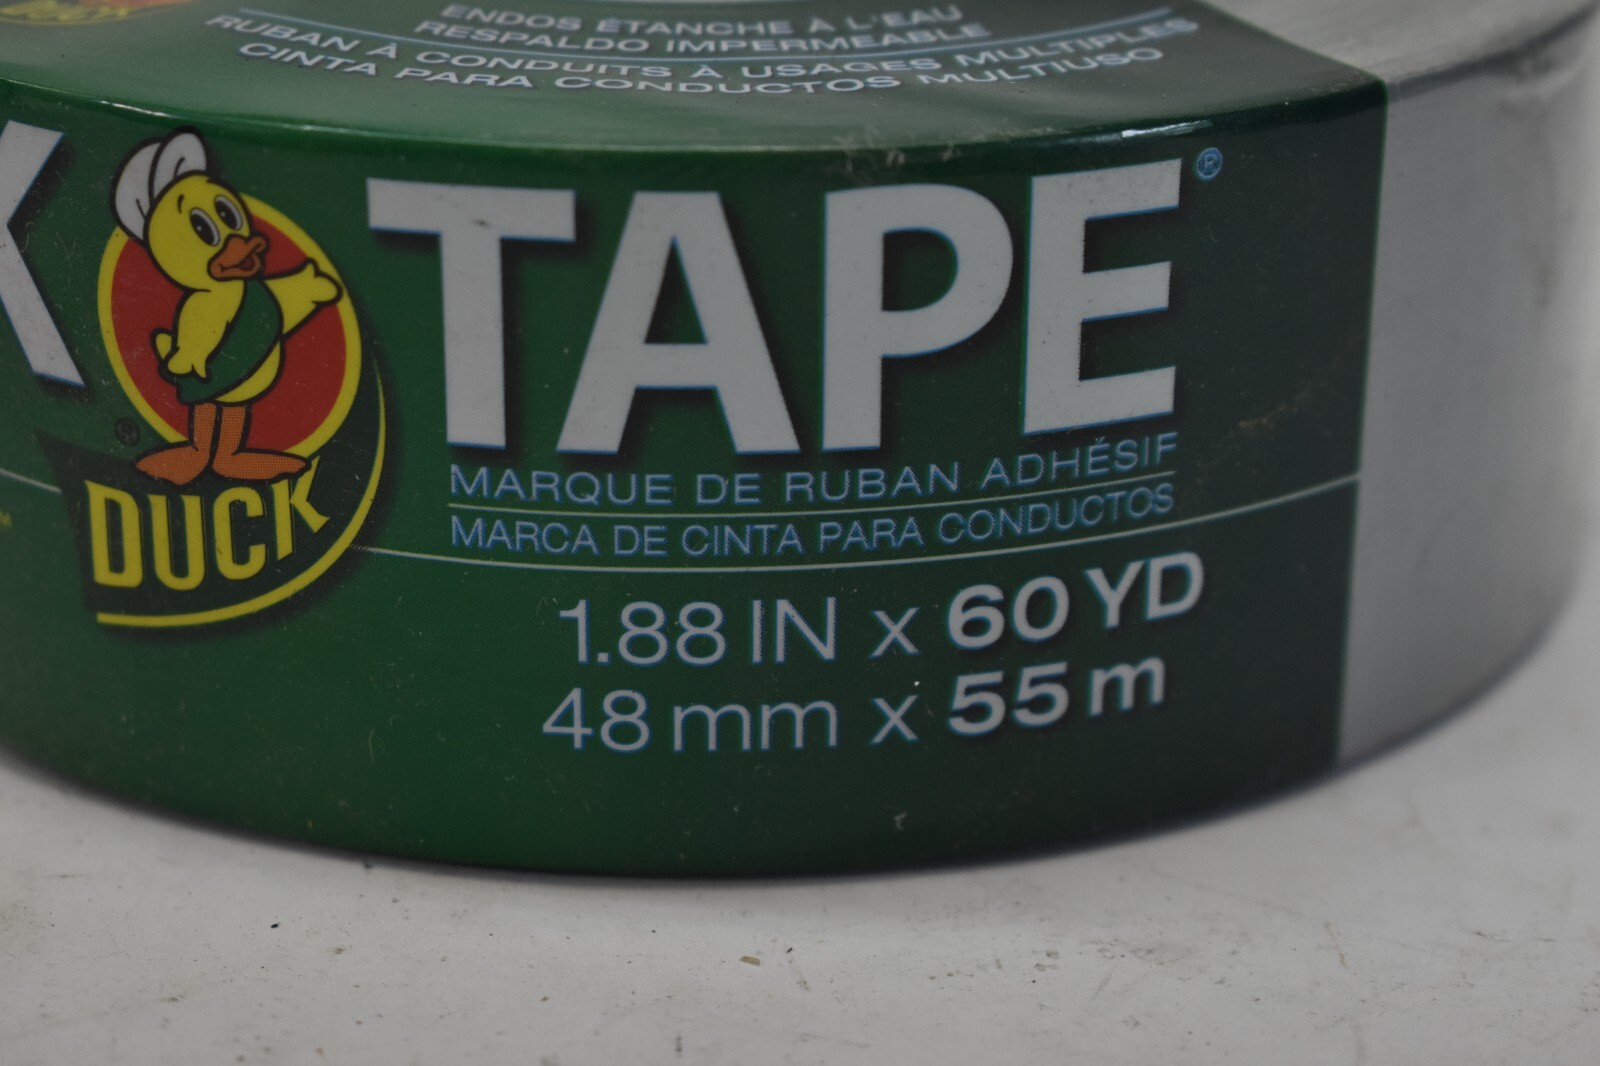 ENDOS ÉTANCHE À L'EAU
RESPALDO IMPERMEABLE
RUBAN À CONDUITS À USAGES MULTIPLES
CINTA PARA CONDUCTOS MULTIUSO
K TAPE®
DUCK
®
MARQUE DE RUBAN ADHÉSIF
MARCA DE CINTA PARA CONDUCTOS
1.88 IN x 60 YD
48 mm x 55 m